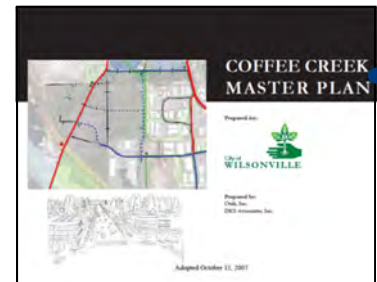 COFFEE CREEK
MASTER PLAN
Prepared for:
City of
WILSONVILLE
Prepared by:
Otak, Inc.
DKS Associates, Inc.
Adopted October 15, 2007